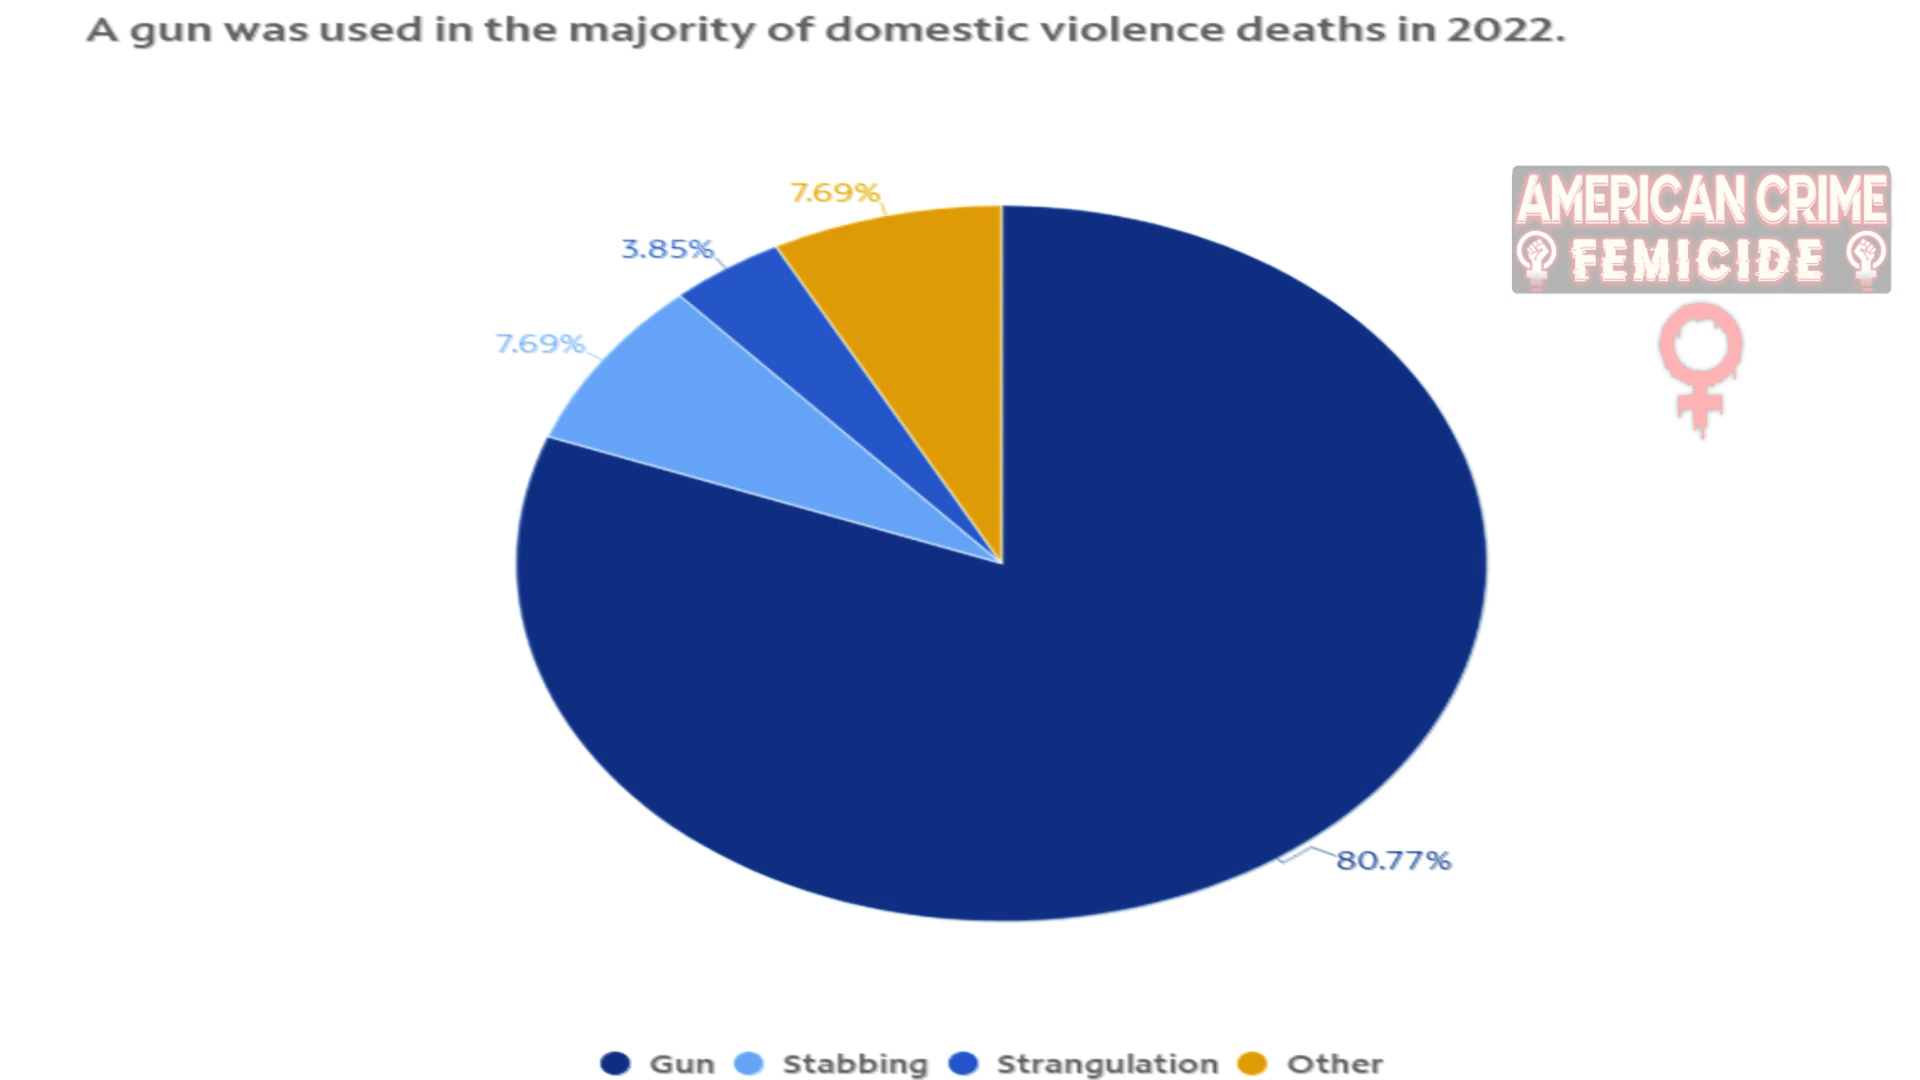 A gun was used in the majority of domestic violence deaths in 2022.
AMERICAN CRIME
FEMICIDE
7.69%
3.85%
7.69%
80.77%
Gun Stabbing Strangulation Other